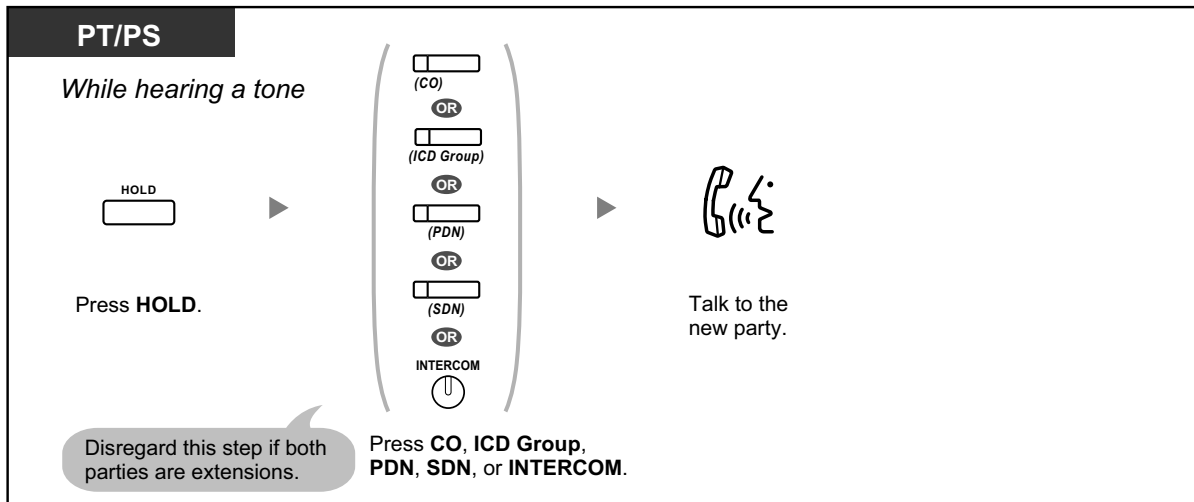 PT/PS
While hearing a tone
HOLD
Press HOLD.
(CO)
OR
(ICD Group)
OR
(PDN)
OR
(SDN)
OR
INTERCOM
Disregard this step if both
parties are extensions.
Press CO, ICD Group,
PDN, SDN, or INTERCOM.
Talk to the
new party.